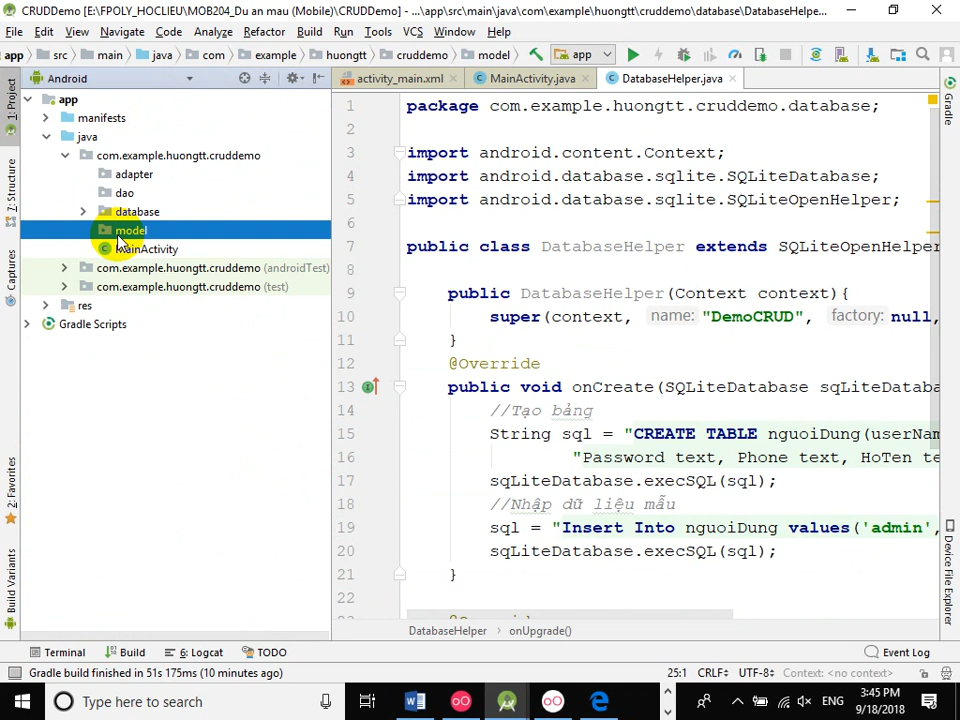 CRUDDemo [E:\FPOLY_HOCLIEU\MOB204_Du an mau (Mobile)\CRUDDemo] - ...\app\src\main\java\com\example\huongtt\cruddemo\database\DatabaseHelpe...
File Edit View Navigate Code Analyze Refactor Build Run Tools VCS Window Help
app src main java com example huongtt cruddemo model app
Android
activity_main.xml MainActivity.java DatabaseHelper.java
1: Project
Z: Structure
Captures
2: Favorites
Build Variants
app
manifests
java
com.example.huongtt.cruddemo
adapter
dao
database
model
MainActivity
com.example.huongtt.cruddemo (androidTest)
com.example.huongtt.cruddemo (test)
res
Gradle Scripts
1 package com.example.huongtt.cruddemo.database;
2
3 import android.content.Context;
4 import android.database.sqlite.SQLiteDatabase;
5 import android.database.sqlite.SQLiteOpenHelper;
6
7 public class DatabaseHelper extends SQLiteOpenHelper
8
9 public DatabaseHelper(Context context){
10 super(context, name: "DemoCRUD", factory: null,
11 }
12 @Override
13 public void onCreate(SQLiteDatabase sqLiteDataba
14 //Tạo bảng
15 String sql = "CREATE TABLE nguoiDung(userNam
16 "Password text, Phone text, HoTen te
17 sqLiteDatabase.execSQL(sql);
18 //Nhập dữ liệu mẫu
19 sql = "Insert Into nguoiDung values('admin',
20 sqLiteDatabase.execSQL(sql);
21 }
22
@Override
DatabaseHelper › onUpgrade()
Gradle
Device File Explorer
Terminal Build 6: Logcat TODO Event Log
Gradle build finished in 51s 175ms (10 minutes ago) 25:1 CRLF UTF-8 Context: <no context>
Type here to search
ENG
3:45 PM
9/18/2018